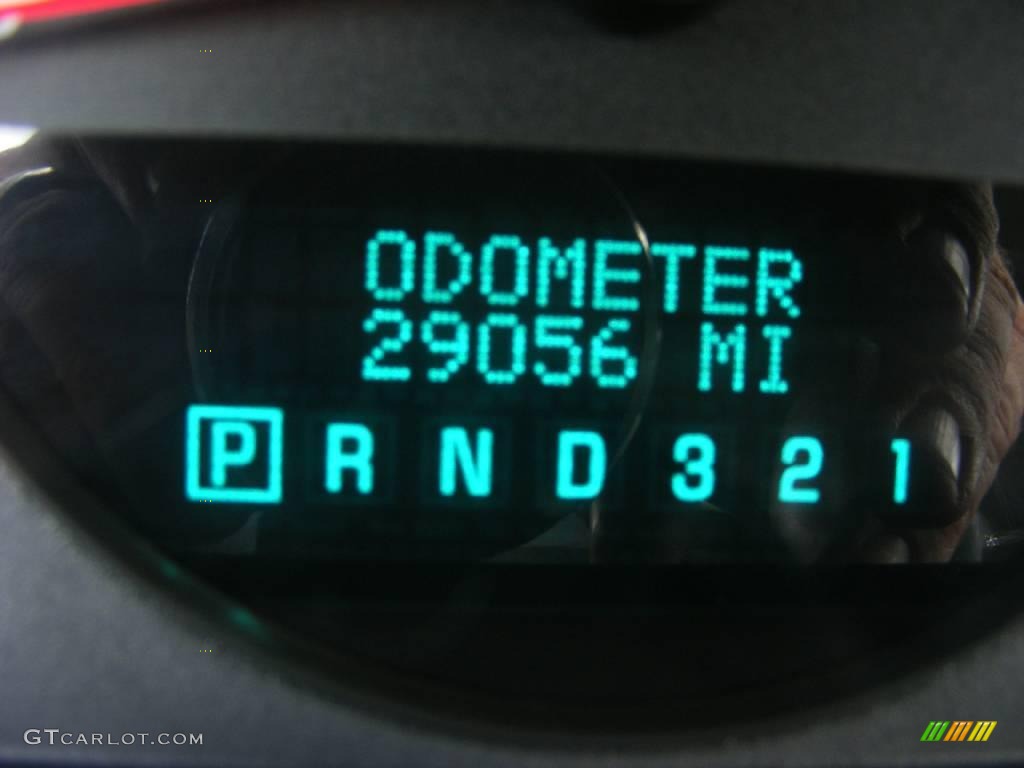 ODOMETER
29056 MI
P R N D 3 2 1
GTCARLOT.COM